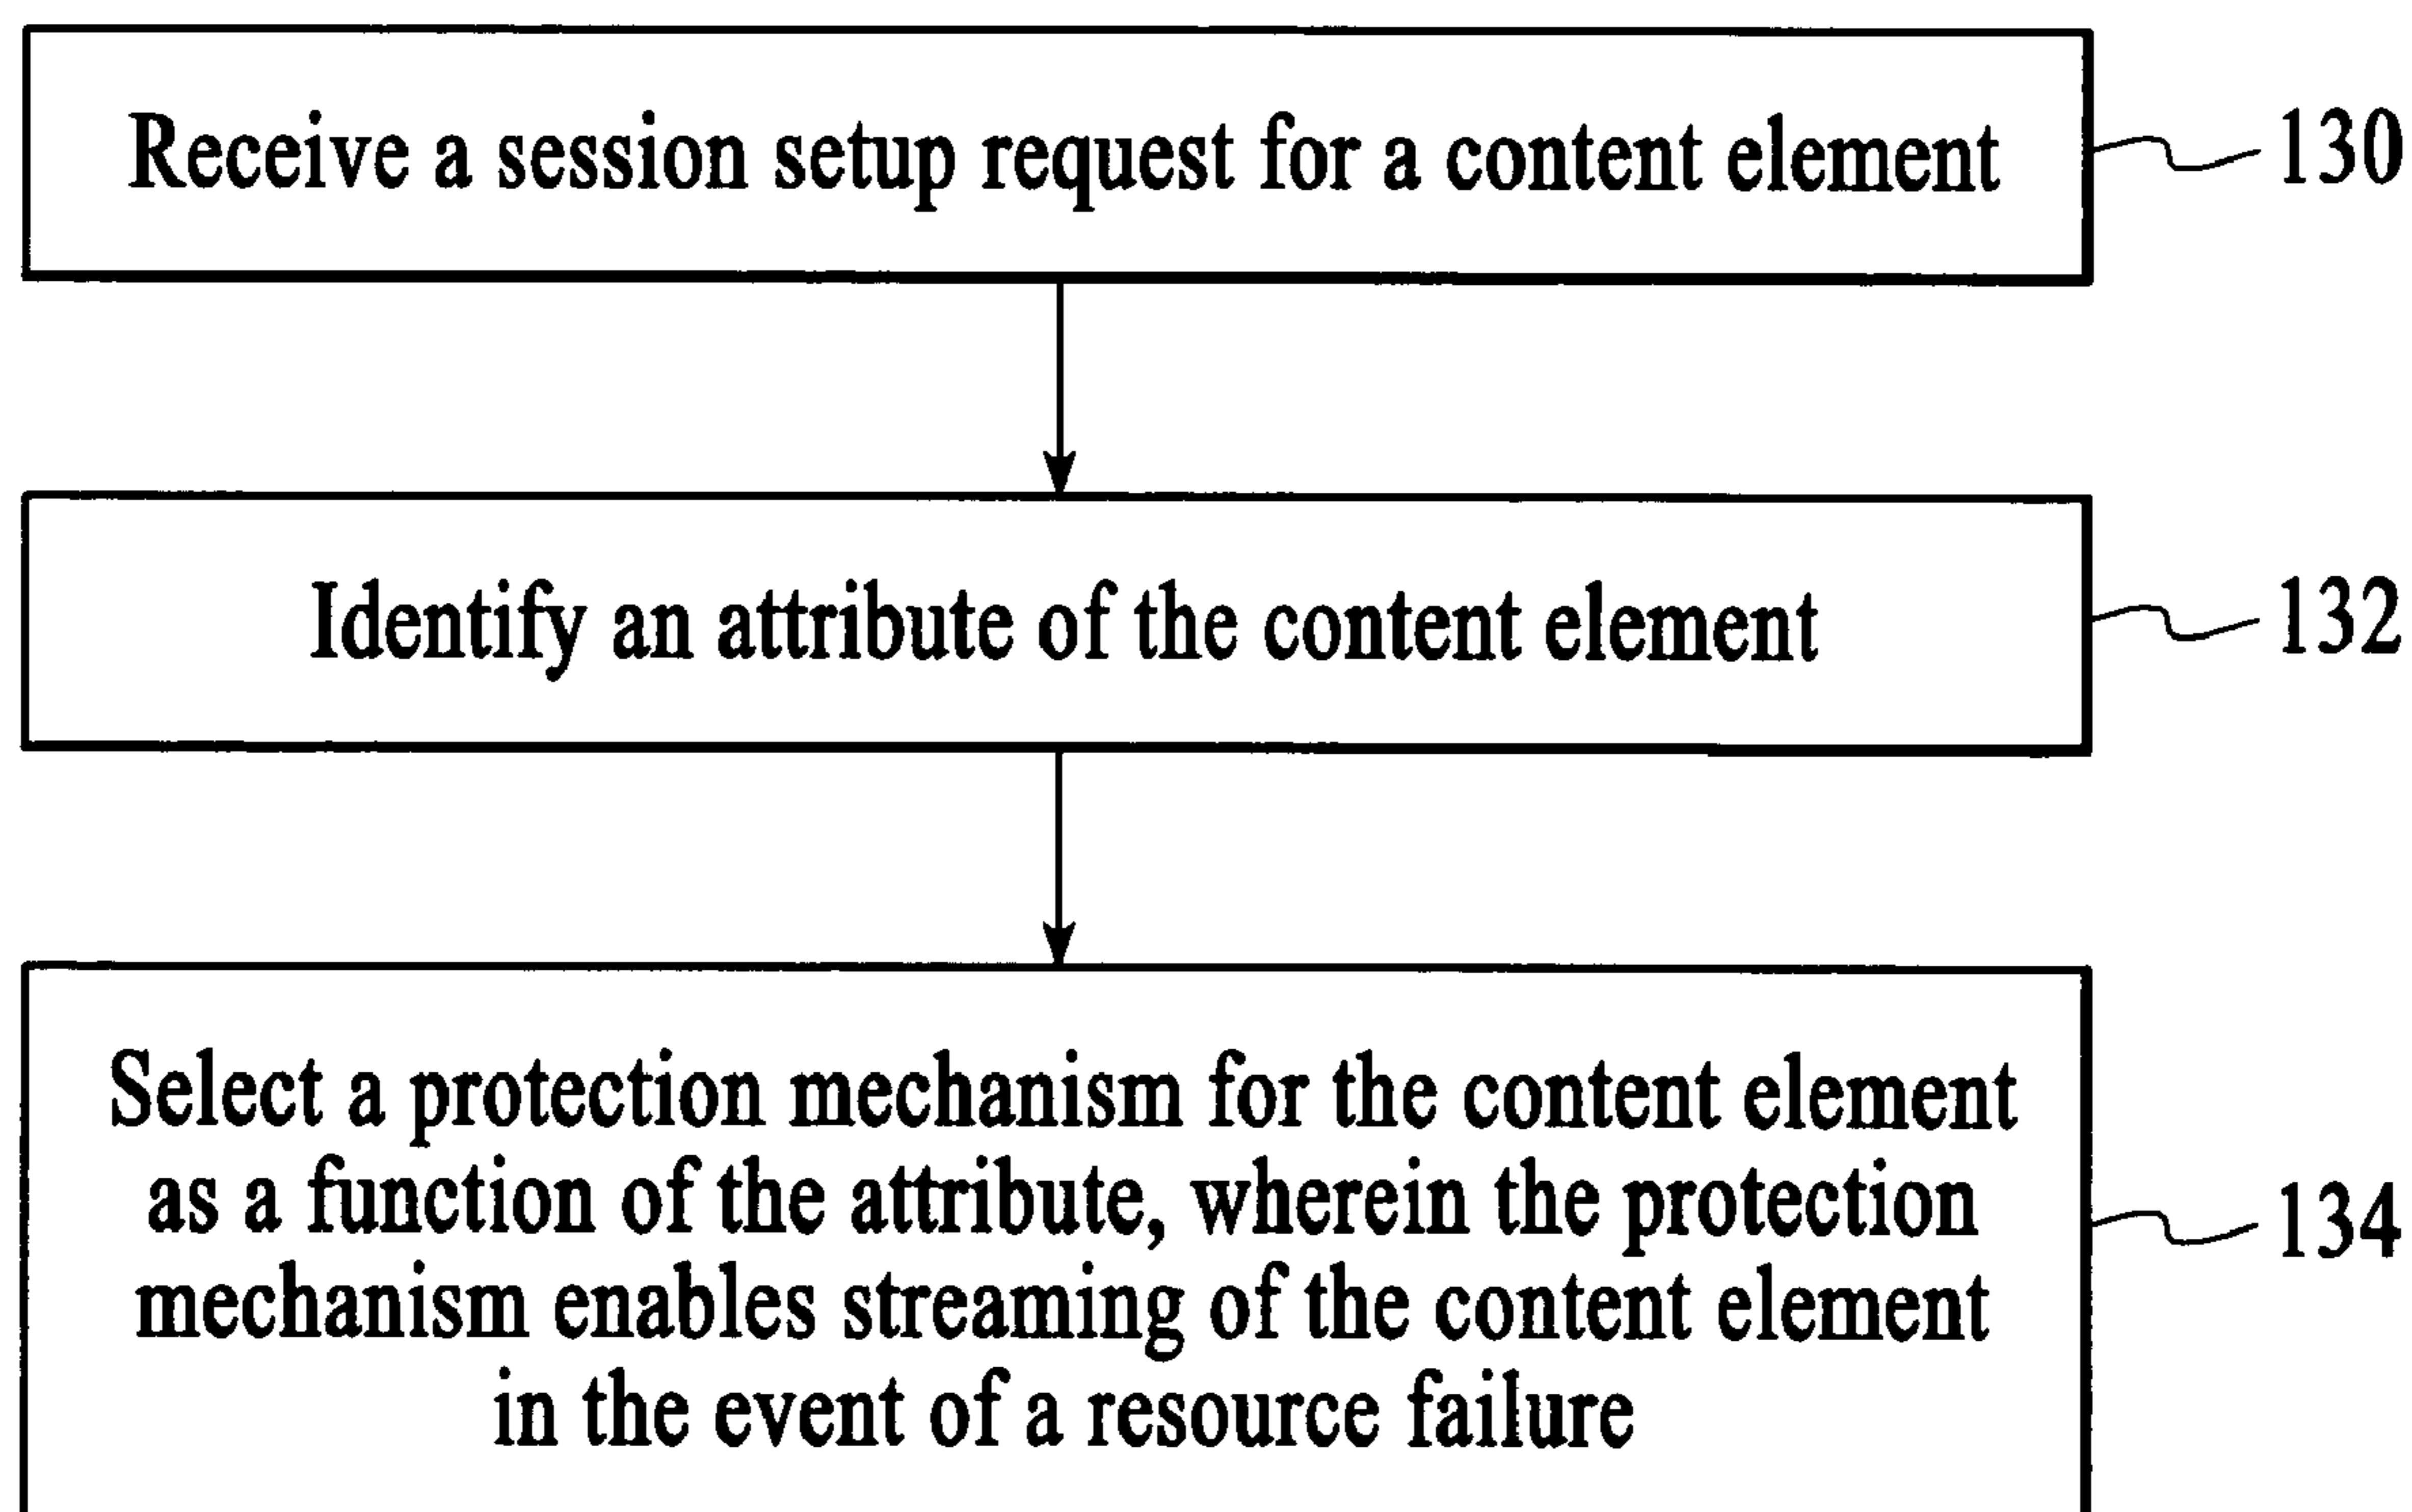 Receive a session setup request for a content element
130
Identify an attribute of the content element
132
Select a protection mechanism for the content element
as a function of the attribute, wherein the protection
mechanism enables streaming of the content element
in the event of a resource failure
134